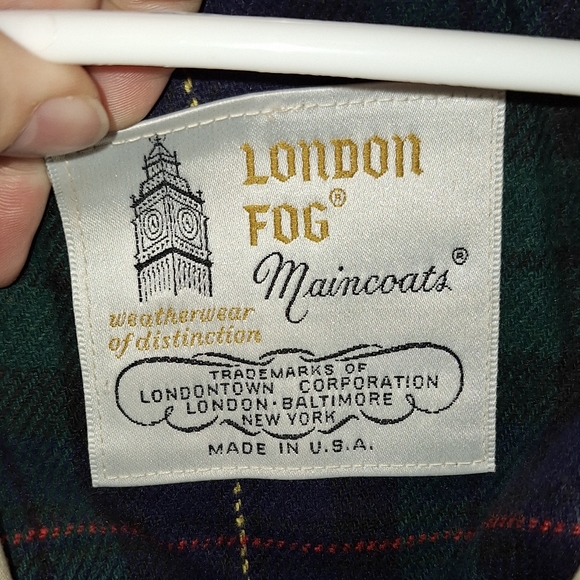 LONDON
FOG®
Maincoats®
weatherwear
of distinction
TRADEMARKS OF
LONDONTOWN CORPORATION
LONDON·BALTIMORE
NEW YORK
MADE IN U.S.A.